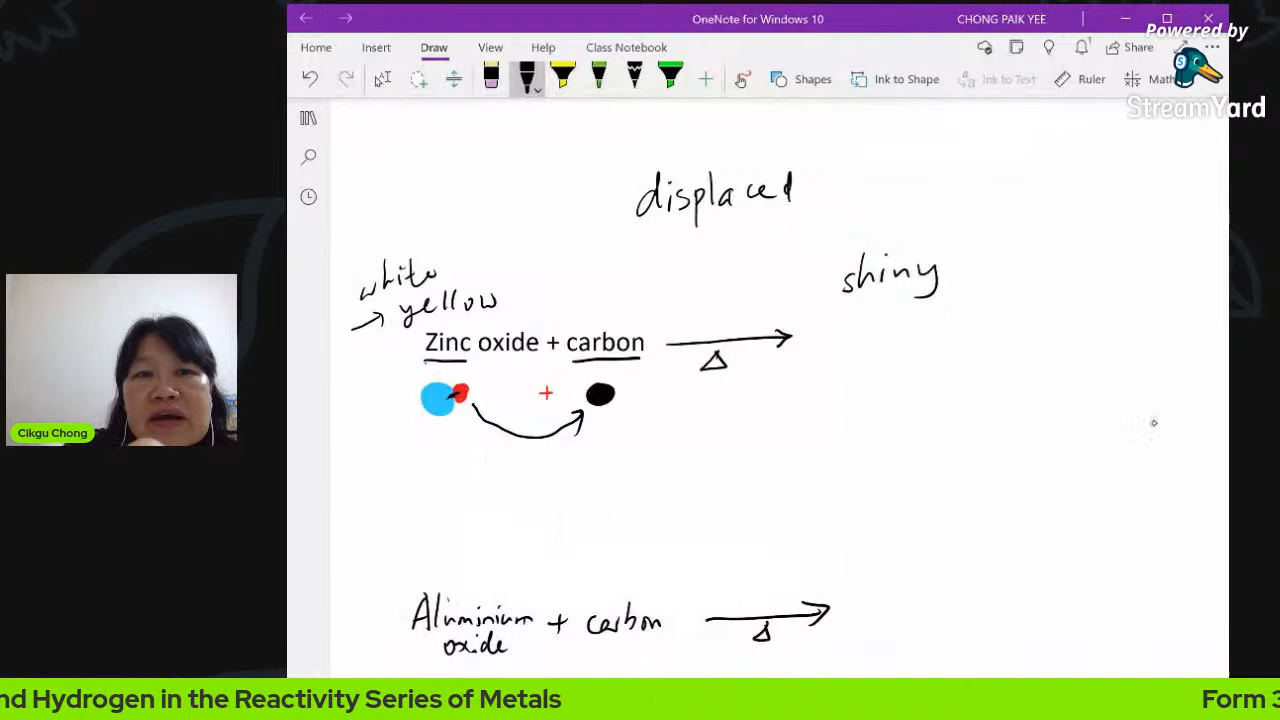 OneNote for Windows 10
CHONG PAIK YEE
Powered by
StreamYard
Home Insert Draw View Help Class Notebook
Share
Shapes Ink to Shape Ink to Text Ruler Math
displaced
white
→ yellow
shiny
Zinc oxide + carbon
Δ
+
Cikgu Chong
Aluminium + carbon
oxide
Δ
nd Hydrogen in the Reactivity Series of Metals
Form 3